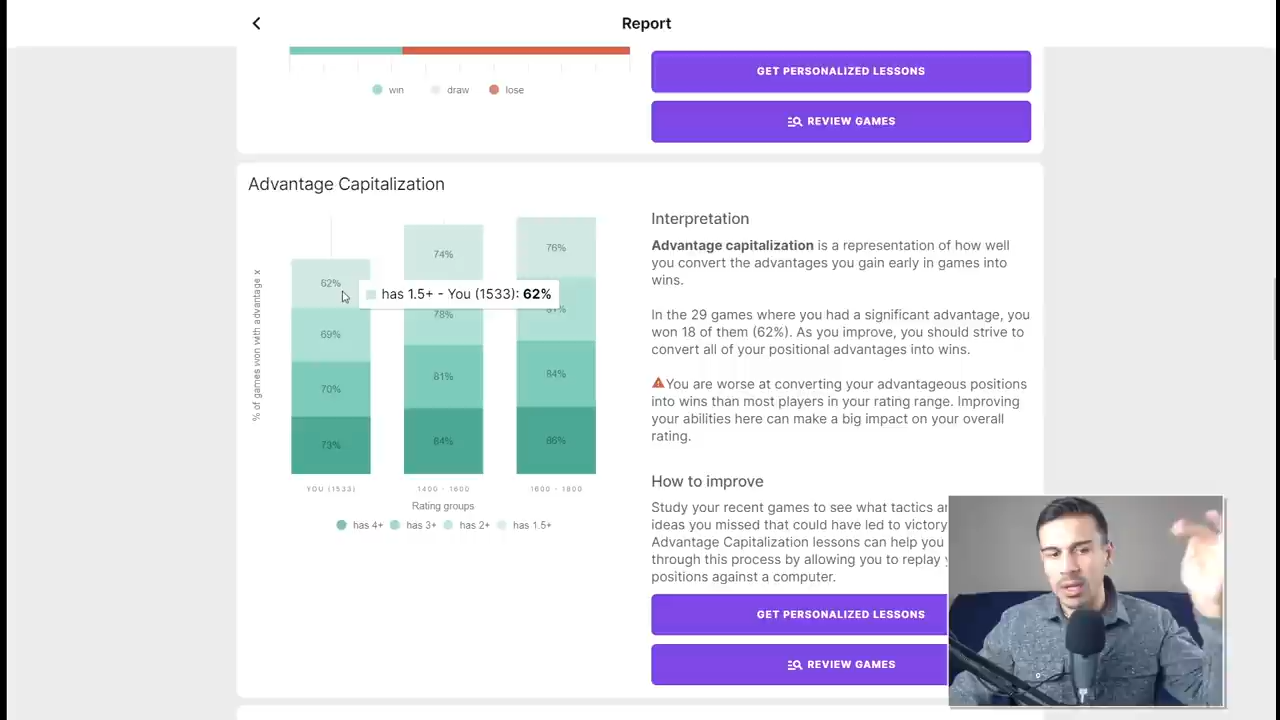 Report
win draw lose
GET PERSONALIZED LESSONS
REVIEW GAMES
Advantage Capitalization
% of games won with advantage x
62% 74% 76%
has 1.5+ - You (1533): 62%
69% 78%
70% 81% 84%
73% 84% 86%
YOU (1533) 1400 - 1600 1600 - 1800
Rating groups
has 4+ has 3+ has 2+ has 1.5+
Interpretation
Advantage capitalization is a representation of how well
you convert the advantages you gain early in games into
wins.
In the 29 games where you had a significant advantage, you
won 18 of them (62%). As you improve, you should strive to
convert all of your positional advantages into wins.
You are worse at converting your advantageous positions
into wins than most players in your rating range. Improving
your abilities here can make a big impact on your overall
rating.
How to improve
Study your recent games to see what tactics
ideas you missed that could have led to victory
Advantage Capitalization lessons can help you
through this process by allowing you to replay
positions against a computer.
GET PERSONALIZED LESSONS
REVIEW GAMES